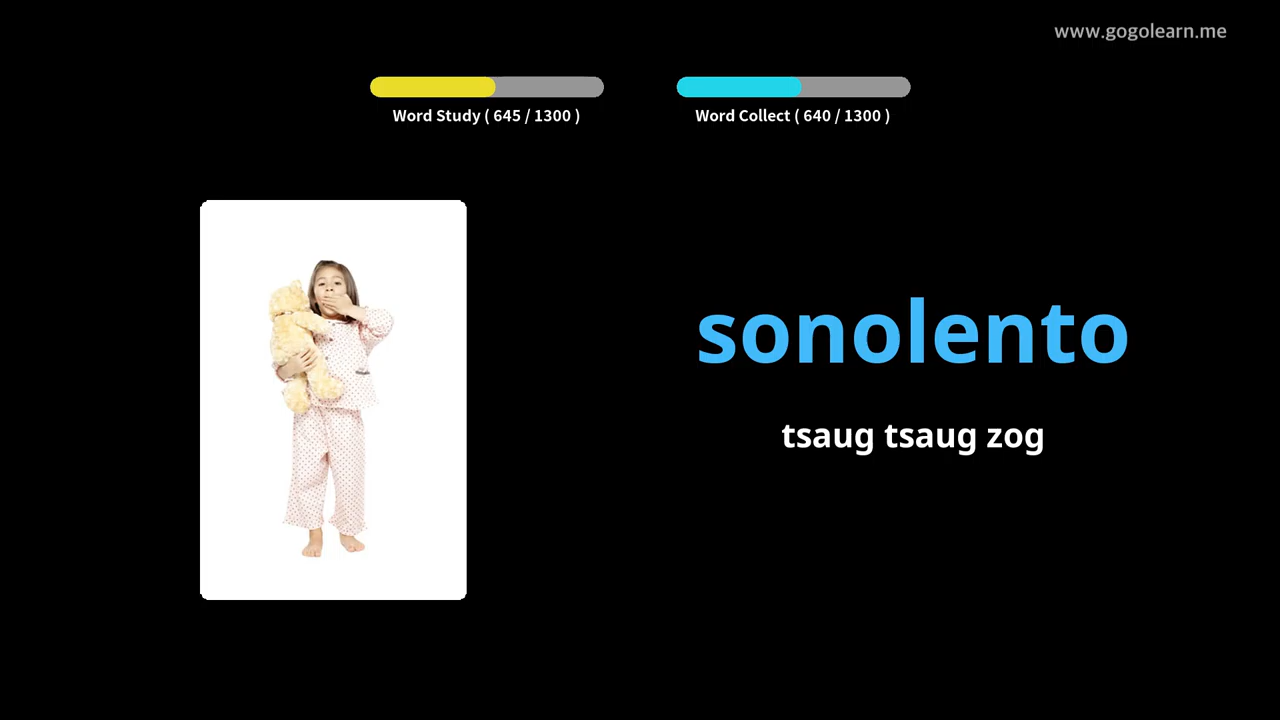 www.gogolearn.me
Word Study ( 645 / 1300 )
Word Collect ( 640 / 1300 )
sonolento
tsaug tsaug zog